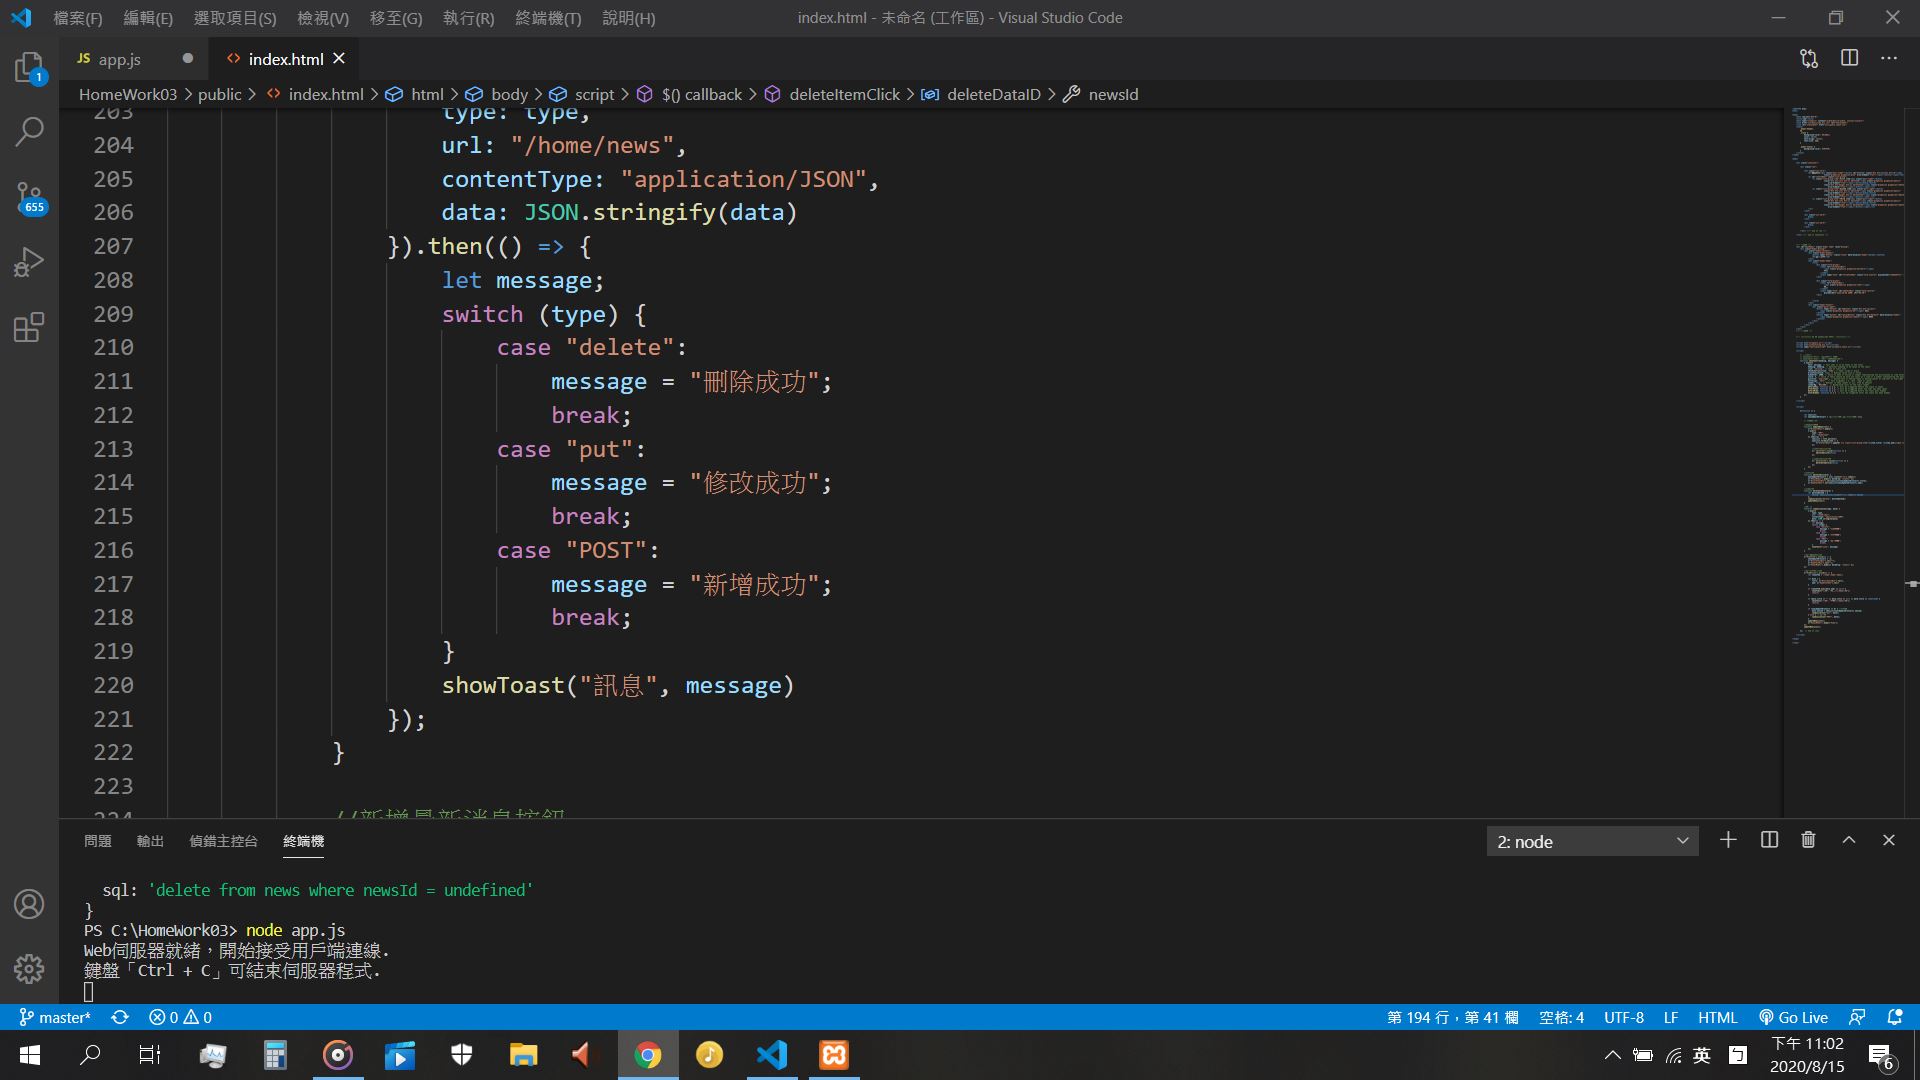 檔案(F) 編輯(E) 選取項目(S) 檢視(V) 移至(G) 執行(R) 終端機(T) 說明(H) index.html - 未命名 (工作區) - Visual Studio Code
JS app.js index.html
HomeWork03 > public > index.html > html > body > script > $() callback > deleteItemClick > deleteDataID > newsId
203 type: type,
204 url: "/home/news",
205 contentType: "application/JSON",
206 data: JSON.stringify(data)
207 }).then(() => {
208 let message;
209 switch (type) {
210 case "delete":
211 message = "刪除成功";
212 break;
213 case "put":
214 message = "修改成功";
215 break;
216 case "POST":
217 message = "新增成功";
218 break;
219 }
220 showToast("訊息", message)
221 });
222 }
223
224 //新增最新消息按鈕
1
655
問題 輸出 偵錯主控台 終端機 2: node
sql: 'delete from news where newsId = undefined'
}
PS C:\HomeWork03> node app.js
Web伺服器就緒，開始接受用戶端連線.
鍵盤「Ctrl + C」可結束伺服器程式.
master* 0 0 第 194 行，第 41 欄 空格: 4 UTF-8 LF HTML Go Live
英 下午 11:02
2020/8/15 6